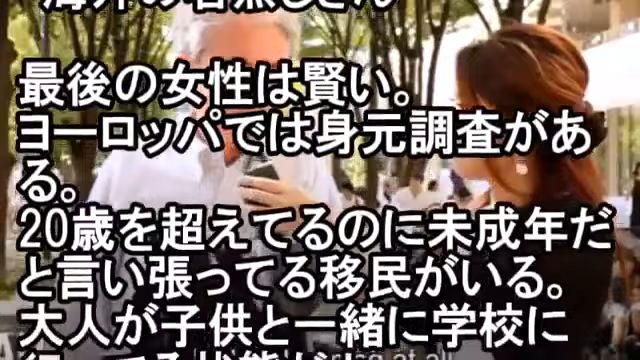 最後の女性は賢い。
ヨーロッパでは身元調査があ
る。
20歳を超えてるのに未成年だ
と言い張ってる移民がいる。
大人が子供と一緒に学校に